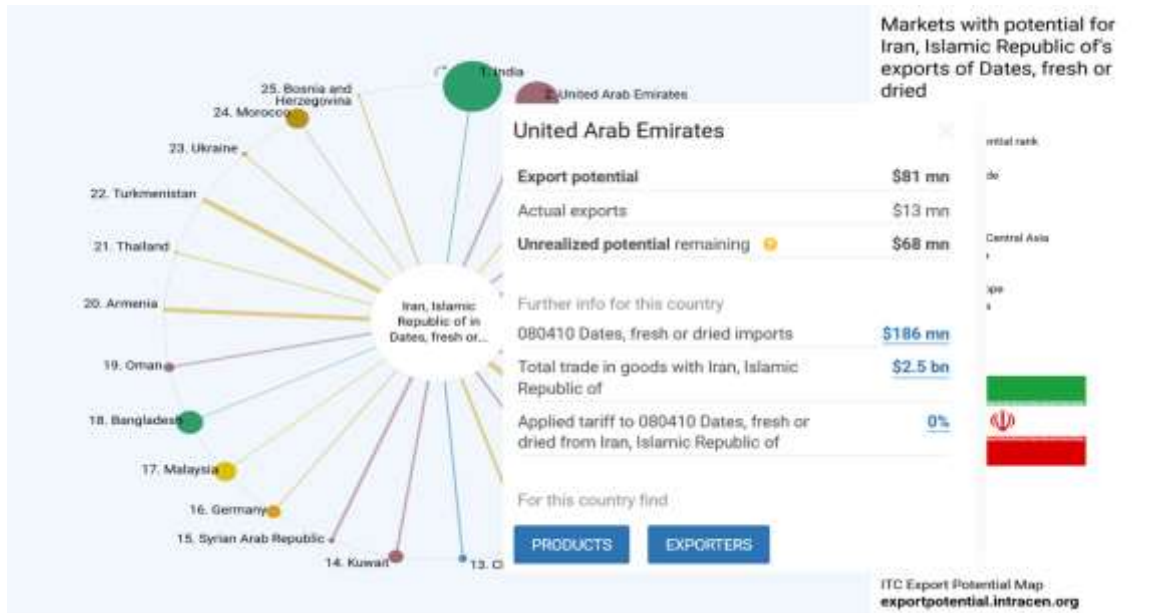 Markets with potential for
Iran, Islamic Republic of's
exports of Dates, fresh or
dried
1. India
2. United Arab Emirates
25. Bosnia and
Herzegovina
24. Morocco
23. Ukraine
22. Turkmenistan
21. Thailand
20. Armenia
19. Oman
18. Bangladesh
17. Malaysia
16. Germany
15. Syrian Arab Republic
14. Kuwait
13. C
Iran, Islamic
Republic of in
Dates, fresh or...
United Arab Emirates
Export potential $81 mn
Actual exports $13 mn
Unrealized potential remaining ? $68 mn
Further info for this country
080410 Dates, fresh or dried imports $186 mn
Total trade in goods with Iran, Islamic $2.5 bn
Republic of
Applied tariff to 080410 Dates, fresh or 0%
dried from Iran, Islamic Republic of
For this country find
PRODUCTS EXPORTERS
ntial rank
de
Central Asia
ope
ITC Export Potential Map
exportpotential.intracen.org